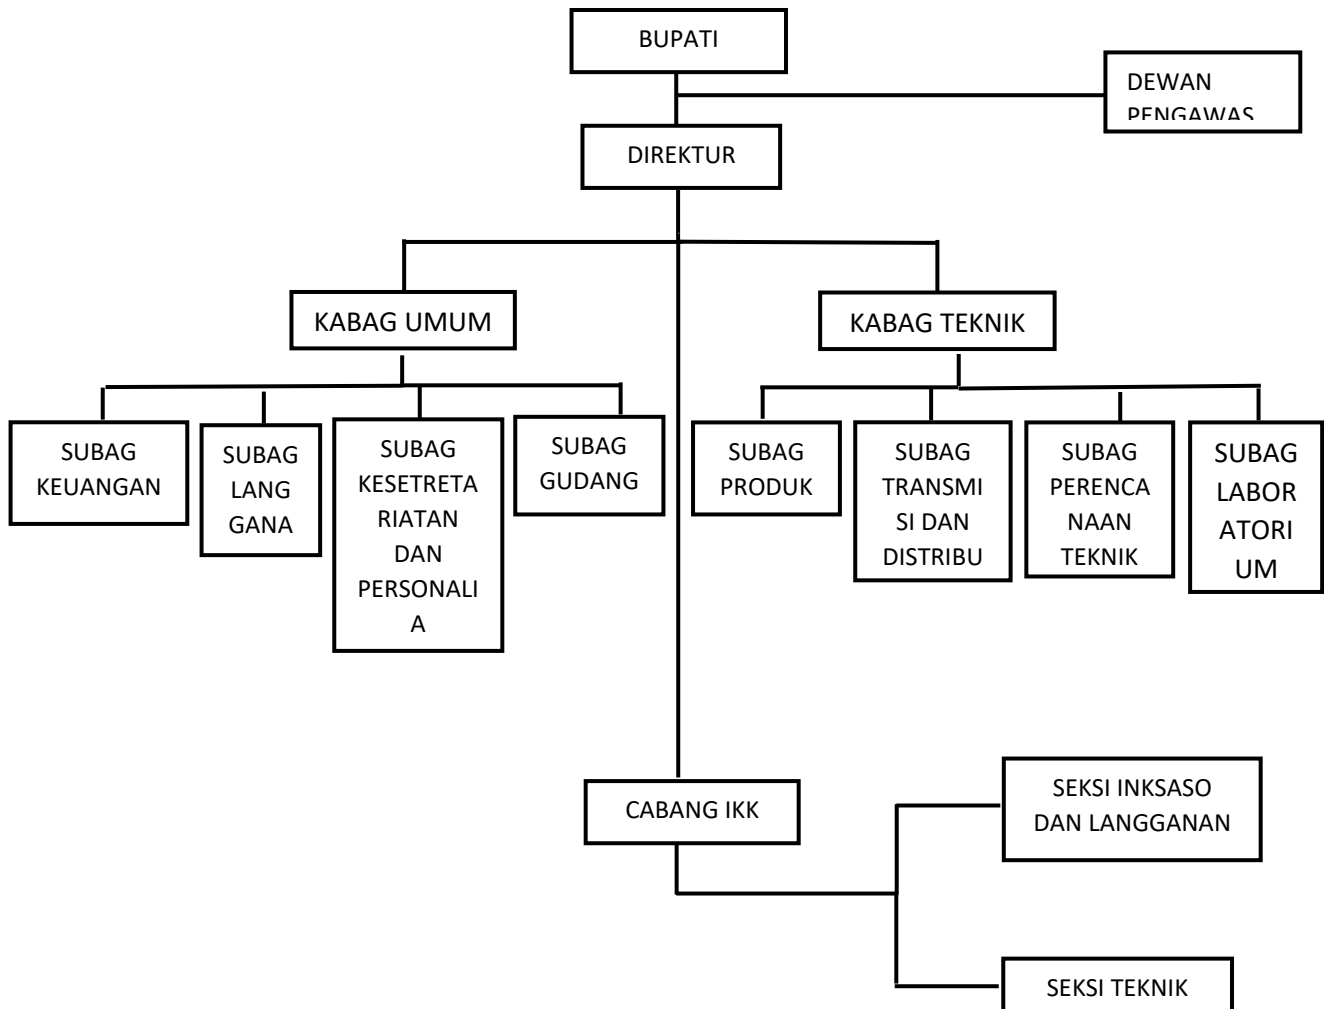 BUPATI
DEWAN
PENGAWAS
DIREKTUR
KABAG UMUM
KABAG TEKNIK
SUBAG
KEUANGAN
SUBAG
LANG
GANA
SUBAG
KESETRETA
RIATAN
DAN
PERSONALI
A
SUBAG
GUDANG
SUBAG
PRODUK
SUBAG
TRANSMI
SI DAN
DISTRIBU
SUBAG
PERENCA
NAAN
TEKNIK
SUBAG
LABOR
ATORI
UM
CABANG IKK
SEKSI INKSASO
DAN LANGGANAN
SEKSI TEKNIK